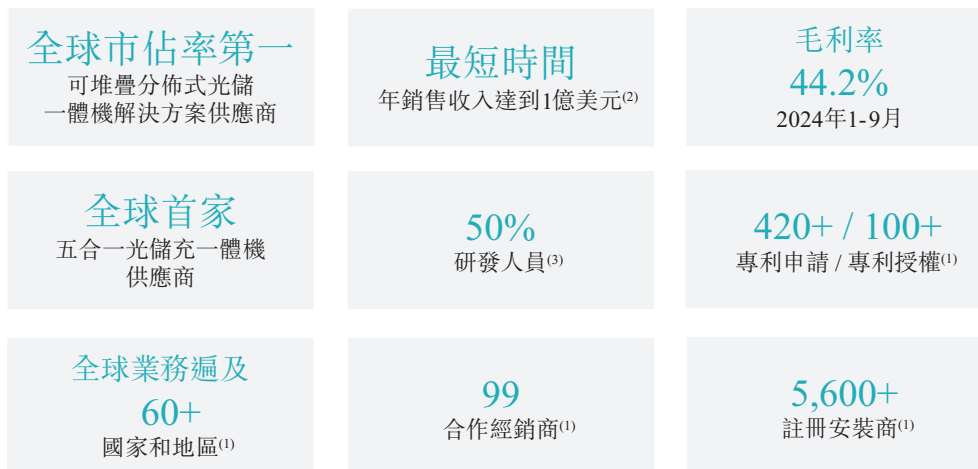 全球市佔率第一
可堆疊分佈式光儲
一體機解決方案供應商
最短時間
年銷售收入達到1億美元(2)
毛利率
44.2%
2024年1-9月
全球首家
五合一光儲充一體機
供應商
50%
研發人員(3)
420+ / 100+
專利申請 / 專利授權(1)
全球業務遍及
60+
國家和地區(1)
99
合作經銷商(1)
5,600+
註冊安裝商(1)